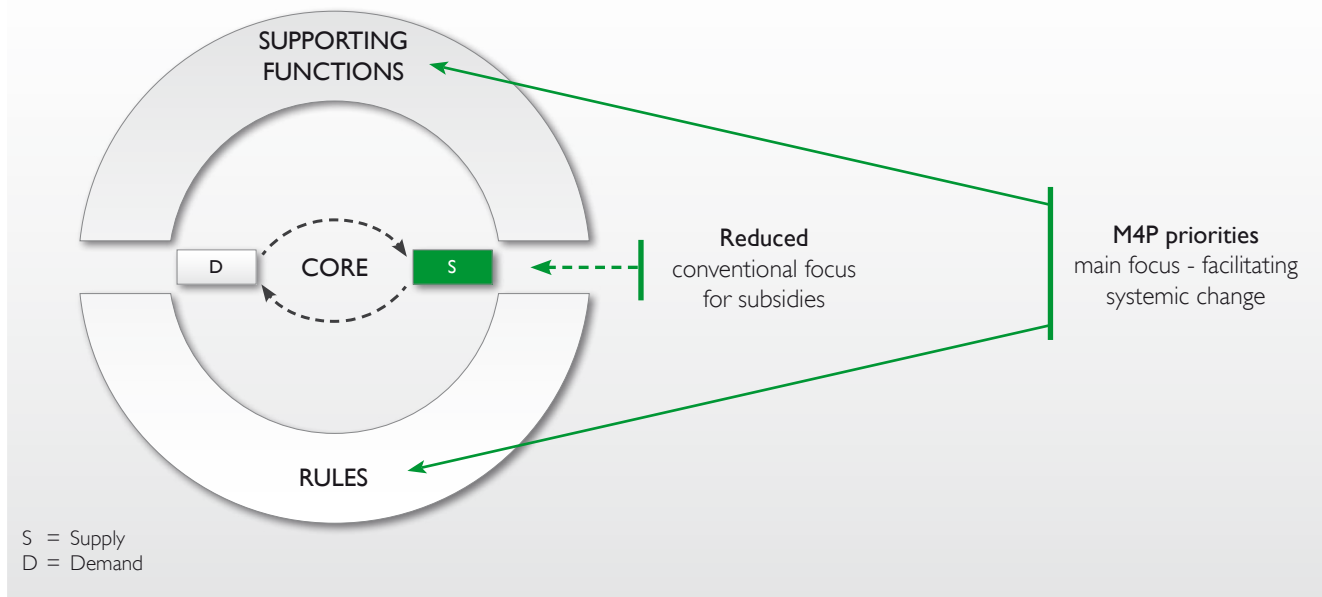 SUPPORTING
FUNCTIONS
D
CORE
S
Reduced
conventional focus
for subsidies
M4P priorities
main focus - facilitating
systemic change
RULES
S = Supply
D = Demand